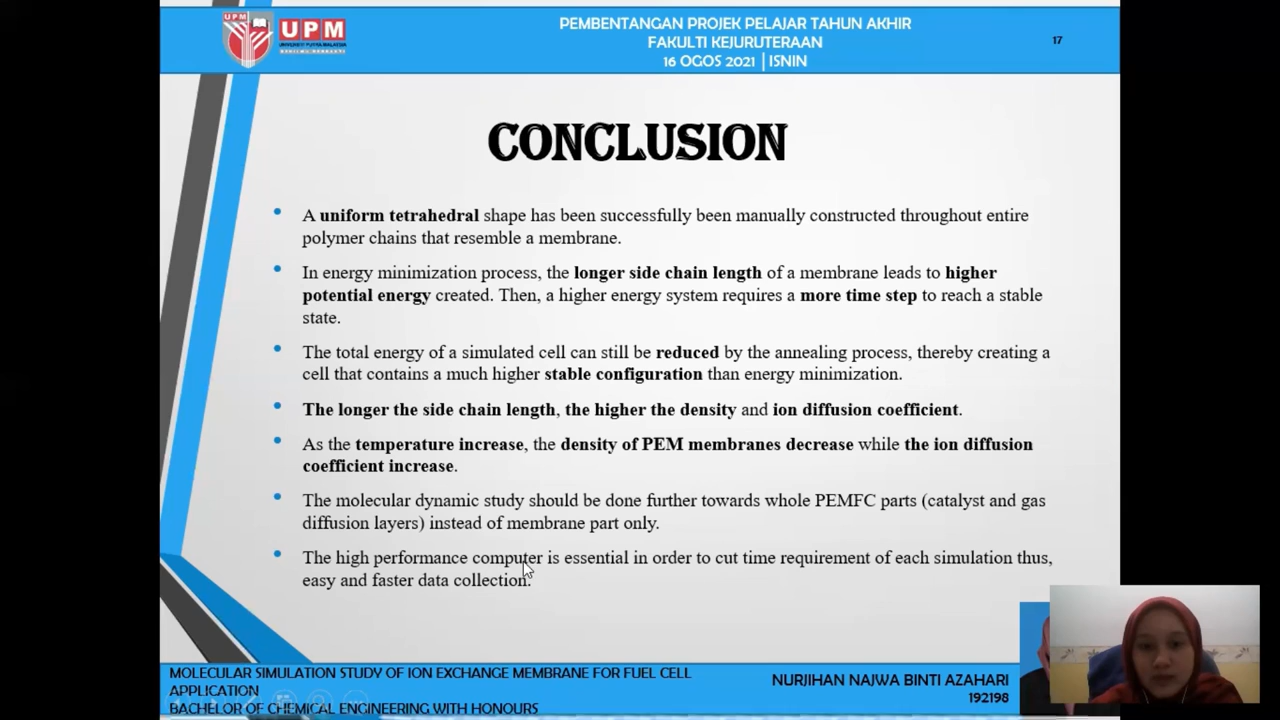 UPM
UPM
UNIVERSITI PUTRA MALAYSIA
PEMBENTANGAN PROJEK PELAJAR TAHUN AKHIR
FAKULTI KEJURUTERAAN
16 OGOS 2021 | ISNIN
17
CONCLUSION
A uniform tetrahedral shape has been successfully been manually constructed throughout entire
polymer chains that resemble a membrane.
In energy minimization process, the longer side chain length of a membrane leads to higher
potential energy created. Then, a higher energy system requires a more time step to reach a stable
state.
The total energy of a simulated cell can still be reduced by the annealing process, thereby creating a
cell that contains a much higher stable configuration than energy minimization.
The longer the side chain length, the higher the density and ion diffusion coefficient.
As the temperature increase, the density of PEM membranes decrease while the ion diffusion
coefficient increase.
The molecular dynamic study should be done further towards whole PEMFC parts (catalyst and gas
diffusion layers) instead of membrane part only.
The high performance computer is essential in order to cut time requirement of each simulation thus,
easy and faster data collection.
MOLECULAR SIMULATION STUDY OF ION EXCHANGE MEMBRANE FOR FUEL CELL
APPLICATION
BACHELOR OF CHEMICAL ENGINEERING WITH HONOURS
NURJIHAN NAJWA BINTI AZAHARI
192198